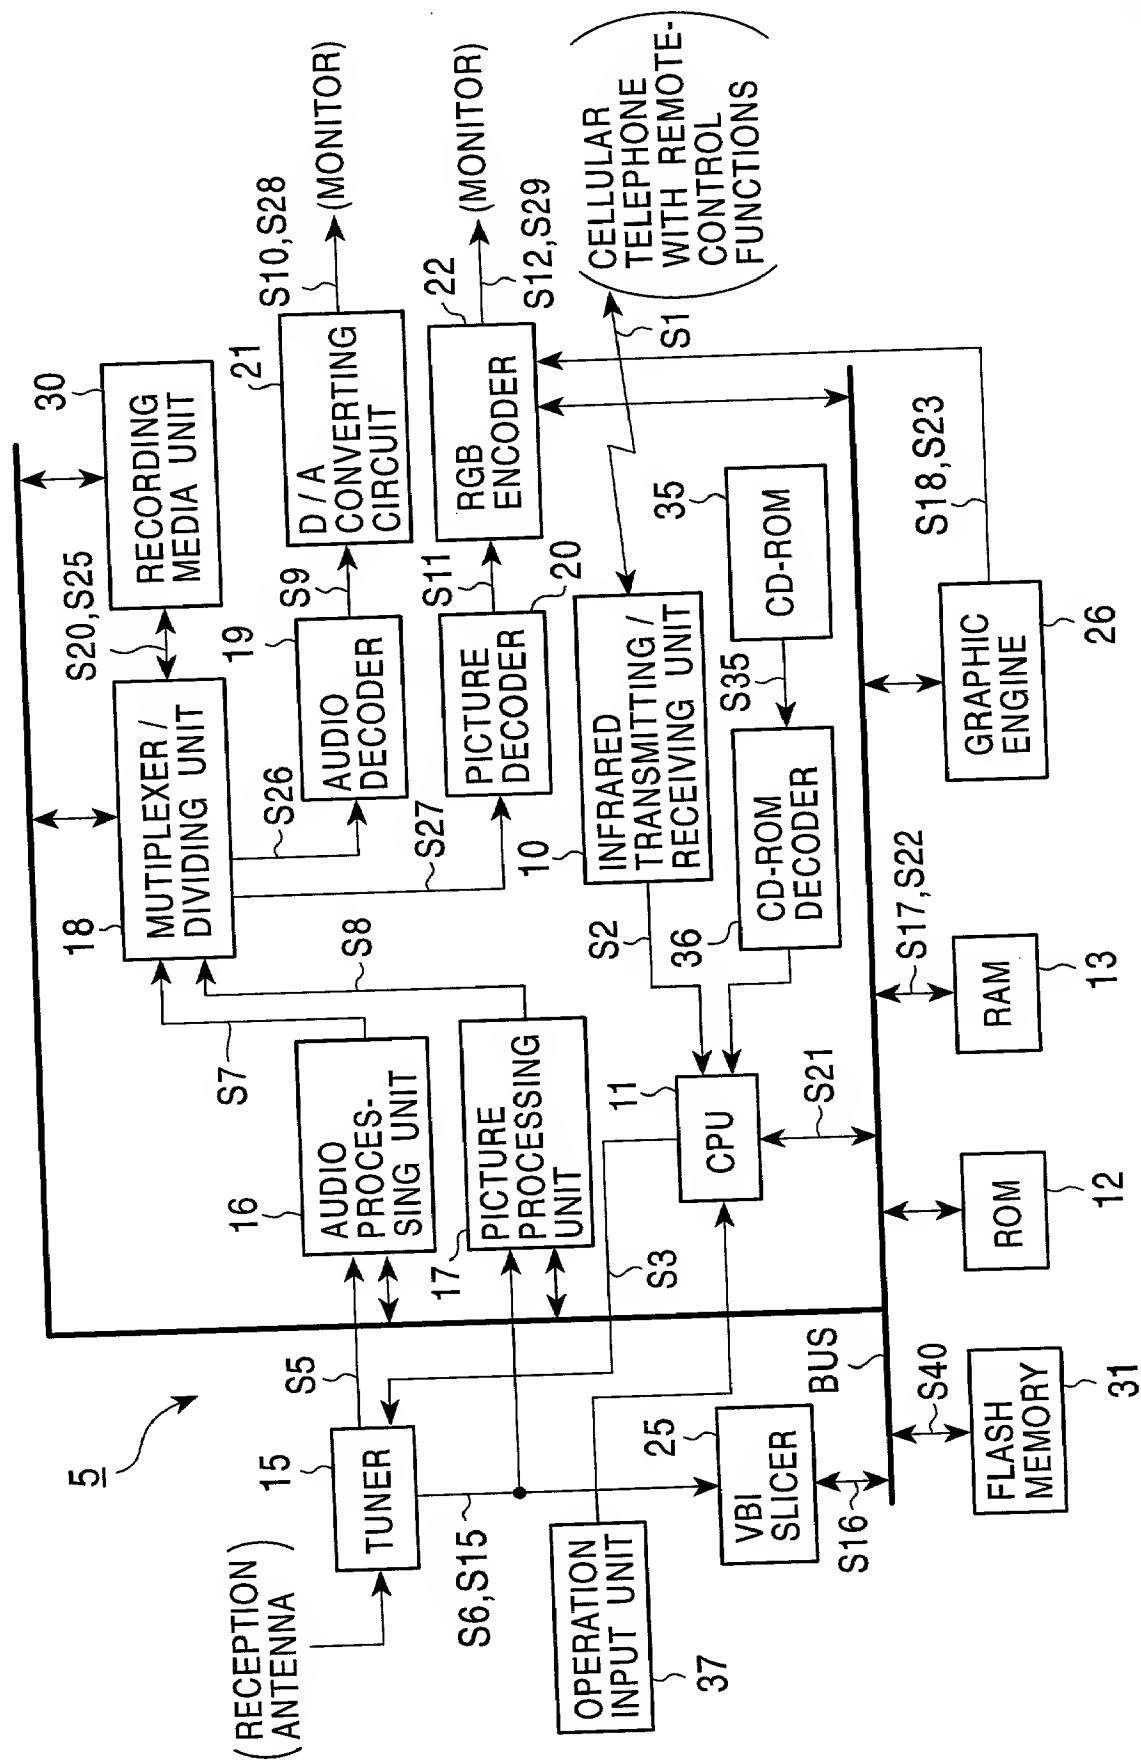 5
30
RECORDING
MEDIA UNIT
S20,S25
18
MUTIPLEXER /
DIVIDING UNIT
S7
S8
S26
S27
(RECEPTION
ANTENNA)
15
TUNER
S5
16
AUDIO
PROCES-
SING UNIT
19
AUDIO
DECODER
S9
21
D / A
CONVERTING
CIRCUIT
S10,S28
(MONITOR)
S6,S15
17
PICTURE
PROCESSING
UNIT
PICTURE
DECODER
20
S11
22
RGB
ENCODER
S12,S29
(MONITOR)
OPERATION
INPUT UNIT
37
S3
S2
10
INFRARED
TRANSMITTING /
RECEIVING UNIT
S1
(CELLULAR
TELEPHONE
WITH REMOTE-
CONTROL
FUNCTIONS)
25
VBI
SLICER
S16
11
CPU
S21
36
CD-ROM
DECODER
S35
35
CD-ROM
BUS
S40
FLASH
MEMORY
31
ROM
12
S17,S22
RAM
13
GRAPHIC
ENGINE
26
S18,S23